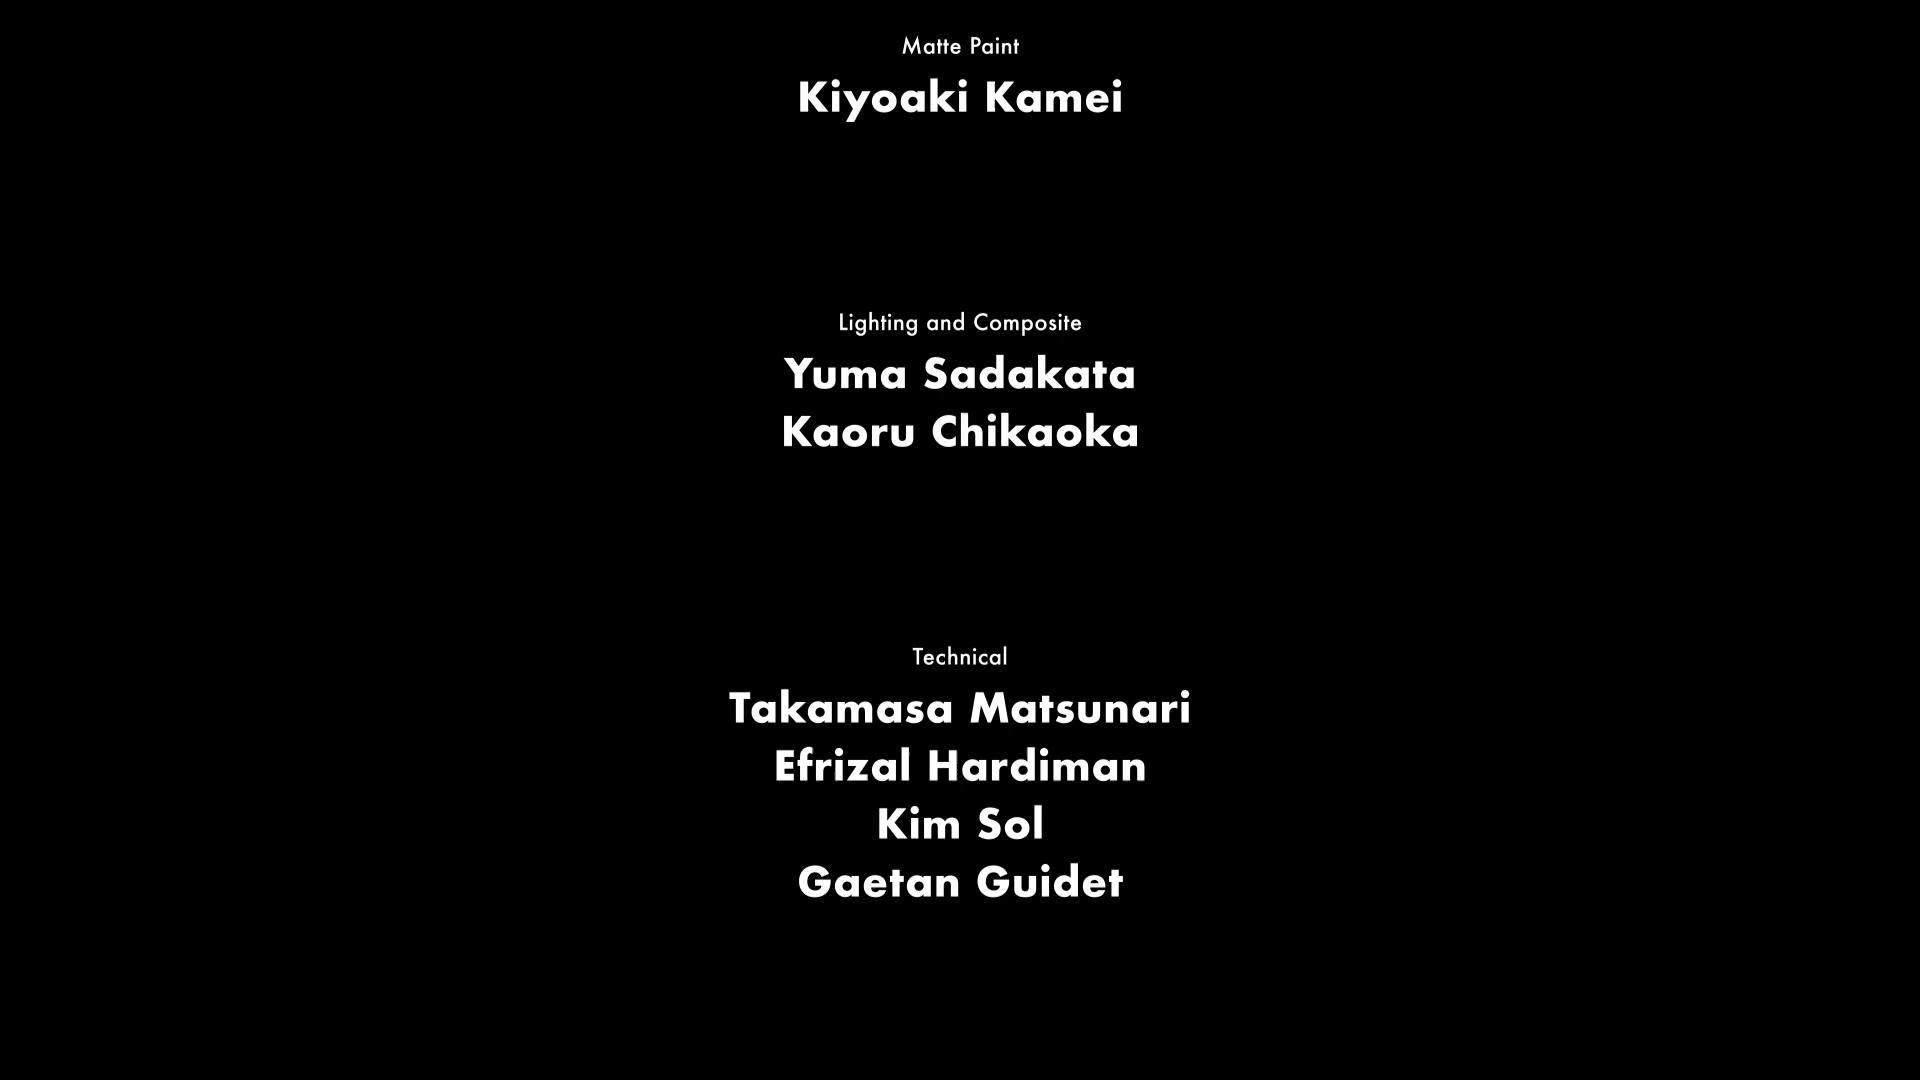 Matte Paint
Kiyoaki Kamei
Lighting and Composite
Yuma Sadakata
Kaoru Chikaoka
Technical
Takamasa Matsunari
Efrizal Hardiman
Kim Sol
Gaetan Guidet